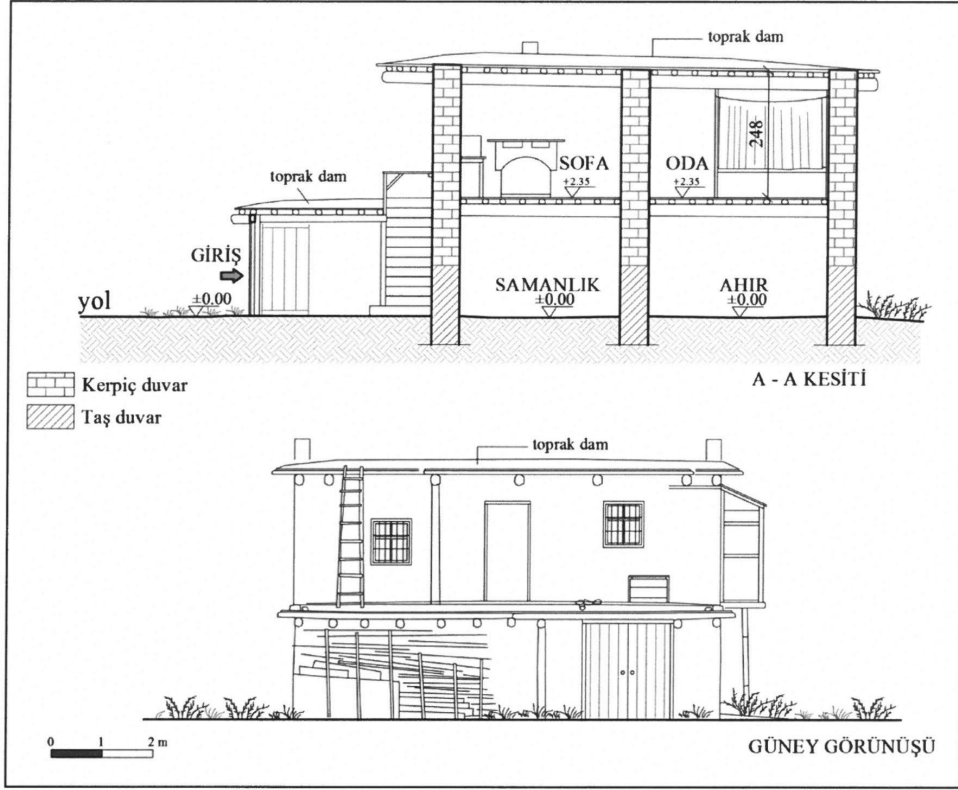 toprak dam
248
SOFA
+2.35
ODA
+2.35
toprak dam
GİRİŞ
yol
±0.00
SAMANLIK
±0.00
AHIR
±0.00
A - A KESİTİ
Kerpiç duvar
Taş duvar
toprak dam
0 1 2 m
GÜNEY GÖRÜNÜŞÜ